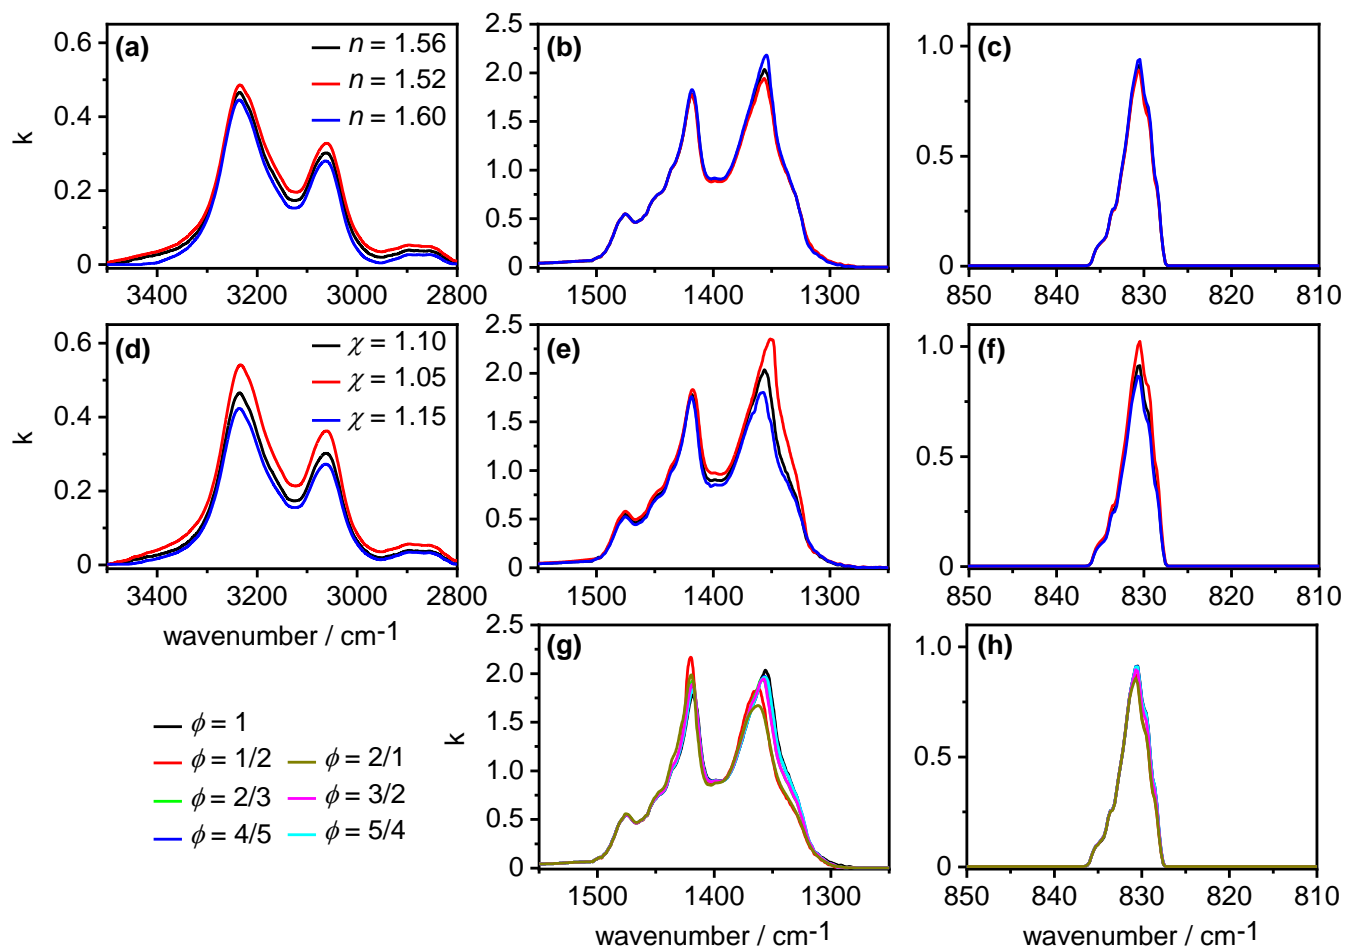 (a)
n = 1.56
n = 1.52
n = 1.60
0.6
0.4
0.2
0
k
3400 3200 3000 2800
(b)
2.5
2.0
1.5
1.0
0.5
0
1500 1400 1300
(c)
1.0
0.5
0
850 840 830 820 810
(d)
χ = 1.10
χ = 1.05
χ = 1.15
0.6
0.4
0.2
0
k
3400 3200 3000 2800
wavenumber / cm-1
(e)
2.5
2.0
1.5
1.0
0.5
0
1500 1400 1300
(f)
1.0
0.5
0
850 840 830 820 810
ϕ = 1
ϕ = 1/2
ϕ = 2/3
ϕ = 4/5
ϕ = 2/1
ϕ = 3/2
ϕ = 5/4
(g)
2.5
2.0
1.5
1.0
0.5
0
k
1500 1400 1300
wavenumber / cm-1
(h)
1.0
0.5
0
850 840 830 820 810
wavenumber / cm-1